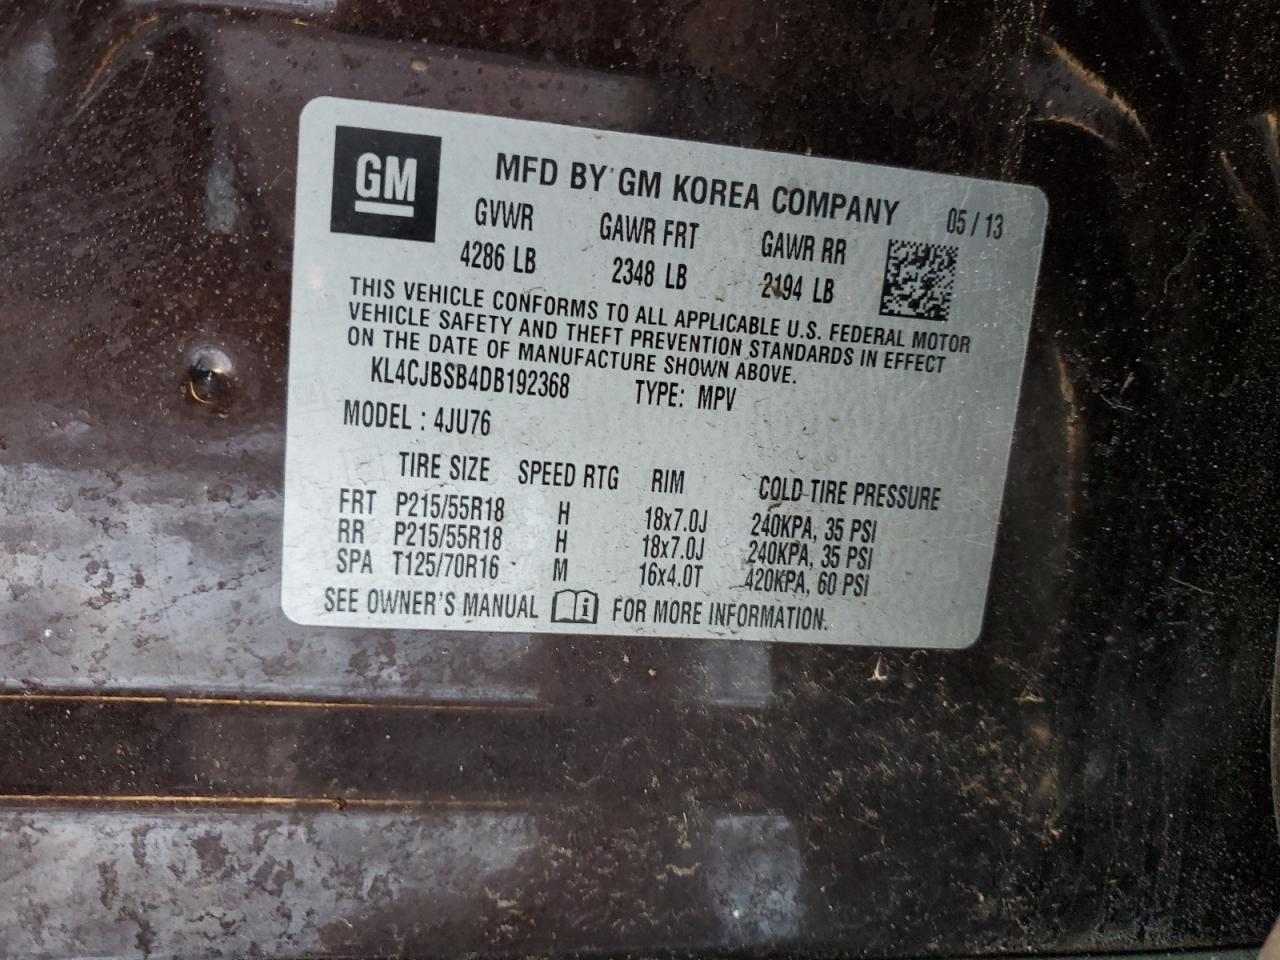 GM
MFD BY GM KOREA COMPANY 05 / 13
GVWR GAWR FRT GAWR RR
4286 LB 2348 LB 2194 LB
THIS VEHICLE CONFORMS TO ALL APPLICABLE U.S. FEDERAL MOTOR
VEHICLE SAFETY AND THEFT PREVENTION STANDARDS IN EFFECT
ON THE DATE OF MANUFACTURE SHOWN ABOVE.
KL4CJBSB4DB192368 TYPE: MPV
MODEL : 4JU76
TIRE SIZE SPEED RTG RIM COLD TIRE PRESSURE
FRT P215/55R18 H 18x7.0J 240KPA, 35 PSI
RR P215/55R18 H 18x7.0J 240KPA, 35 PSI
SPA T125/70R16 M 16x4.0T 420KPA, 60 PSI
SEE OWNER'S MANUAL i FOR MORE INFORMATION.